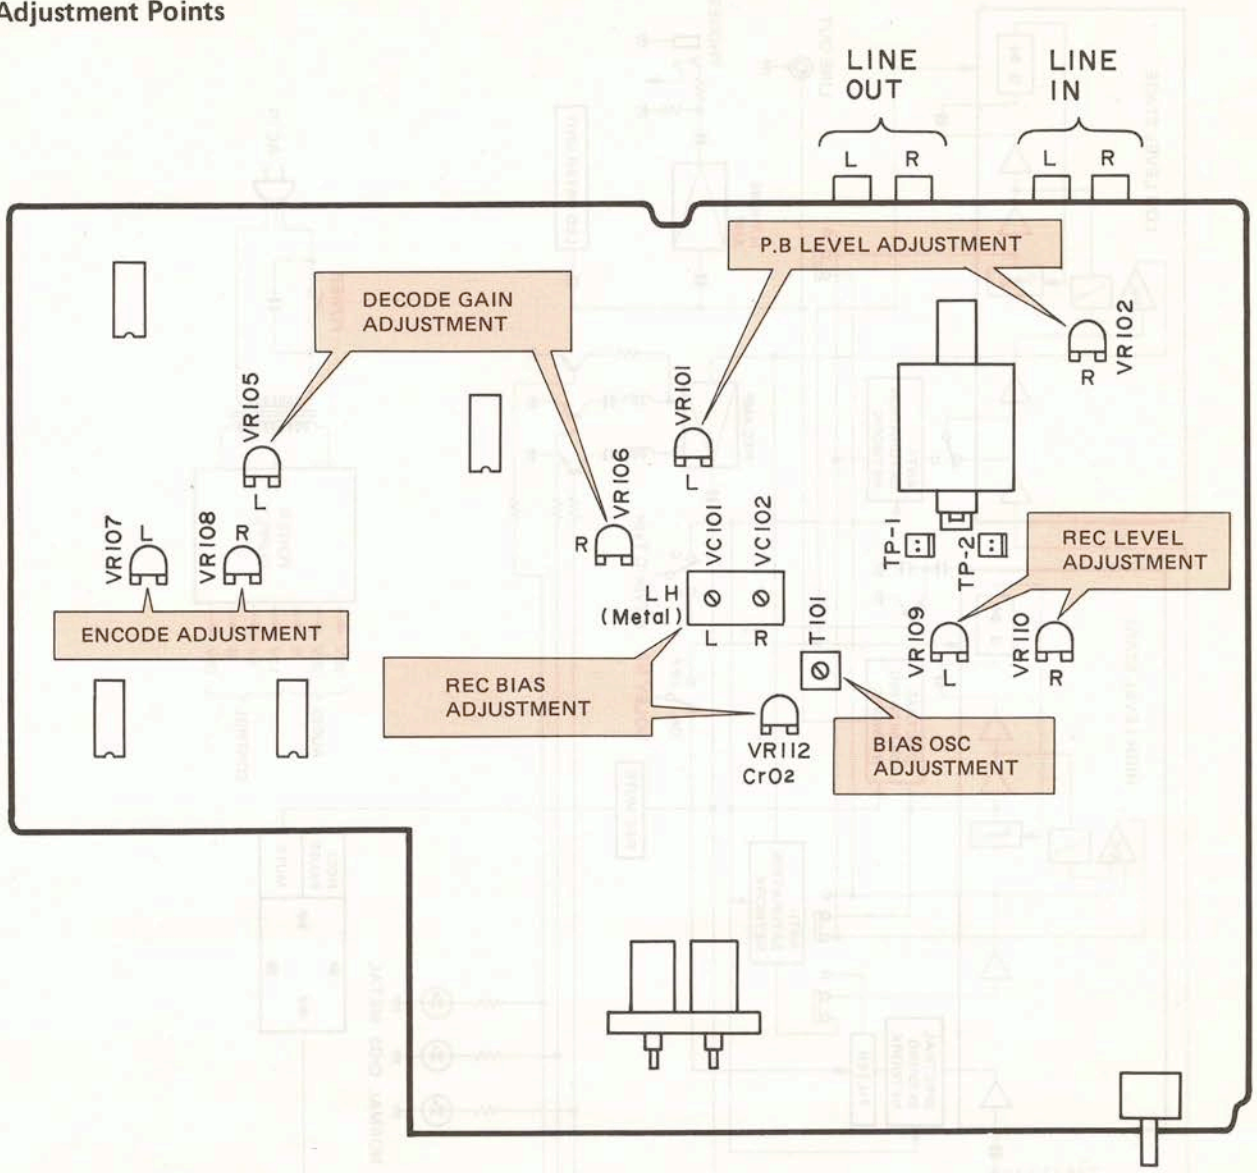 Adjustment Points
LINE
OUT
LINE
IN
L R
L R
P.B LEVEL ADJUSTMENT
DECODE GAIN
ADJUSTMENT
VR102
R
VR105
L
VR101
L
VR106
R
VR107
L
VR108
R
ENCODE ADJUSTMENT
VC101
VC102
LH
(Metal)
L R
TP-1
TP-2
REC LEVEL
ADJUSTMENT
VR109
L
VR110
R
T101
REC BIAS
ADJUSTMENT
VR112
CrO2
BIAS OSC
ADJUSTMENT